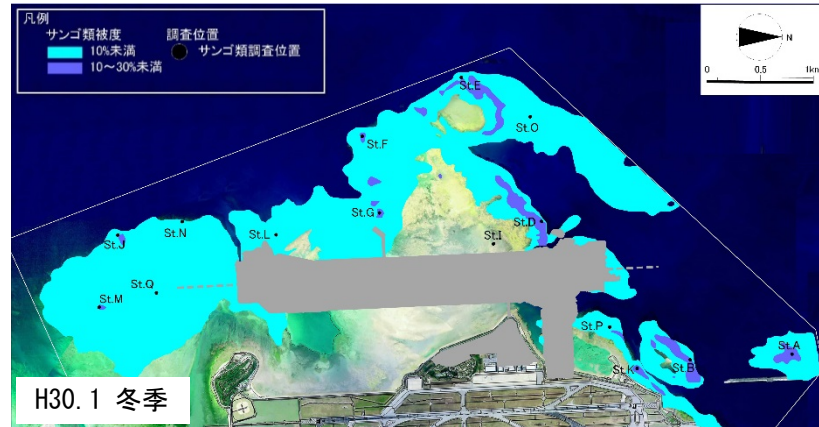 凡例
サンゴ類被度 調査位置
10%未満 サンゴ類調査位置
10～30%未満
N
0 0.5 1km
St.E
St.O
St.F
St.G
St.D
St.J
St.N
St.L
St.I
St.M
St.Q
St.P
St.K
St.B
St.A
H30.1 冬季